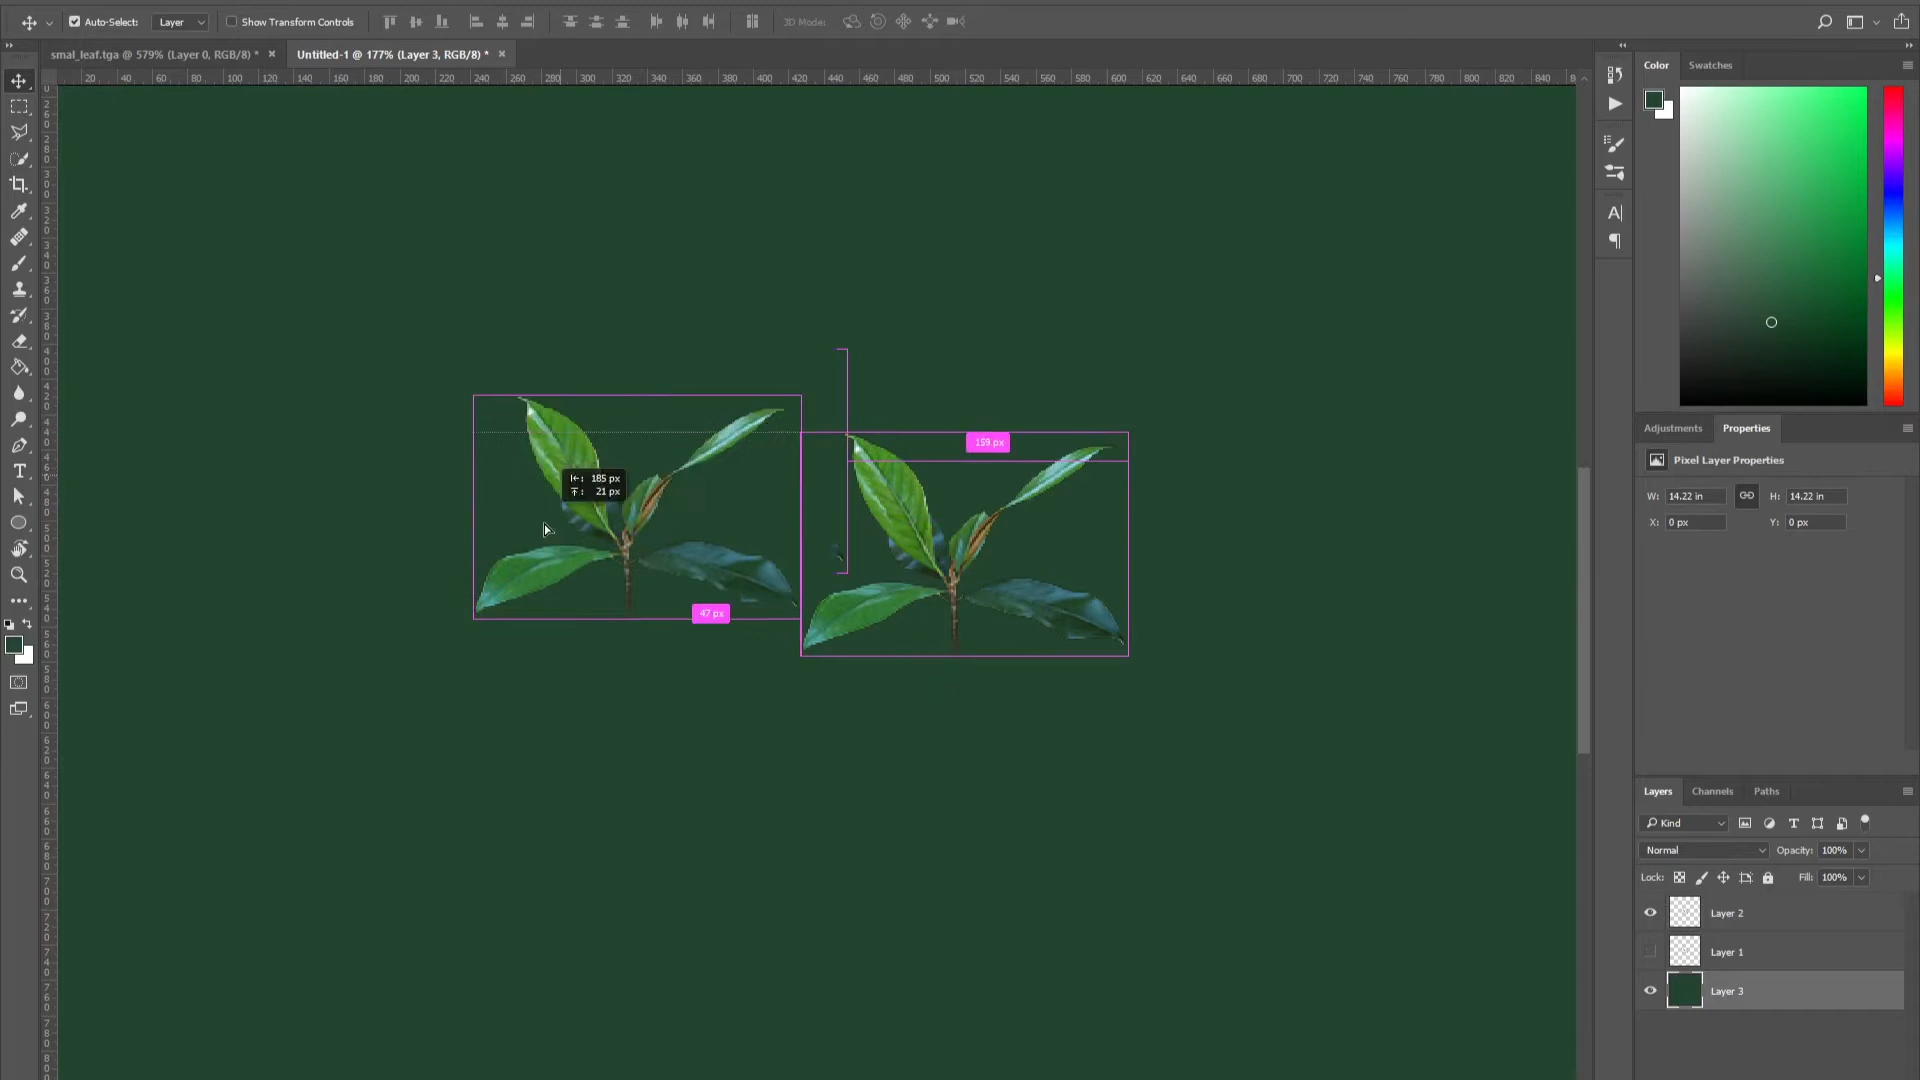 Auto-Select:
Layer
Show Transform Controls
3D Mode:
smal_leaf.tga @ 579% (Layer 0, RGB/8) *
Untitled-1 @ 177% (Layer 3, RGB/8) *
20 40 60 80 100 120 140 160 180 200 220 240 260 280 300 320 340 360 380 400 420 440 460 480 500 520 540 560 580 600 620 640 660 680 700 720 740 760 780 800 820 840
Color
Swatches
159 px
185 px
21 px
47 px
Adjustments
Properties
Pixel Layer Properties
W: 14.22 in
H: 14.22 in
X: 0 px
Y: 0 px
Layers
Channels
Paths
Kind
Normal
Opacity: 100%
Lock:
Fill: 100%
Layer 2
Layer 1
Layer 3